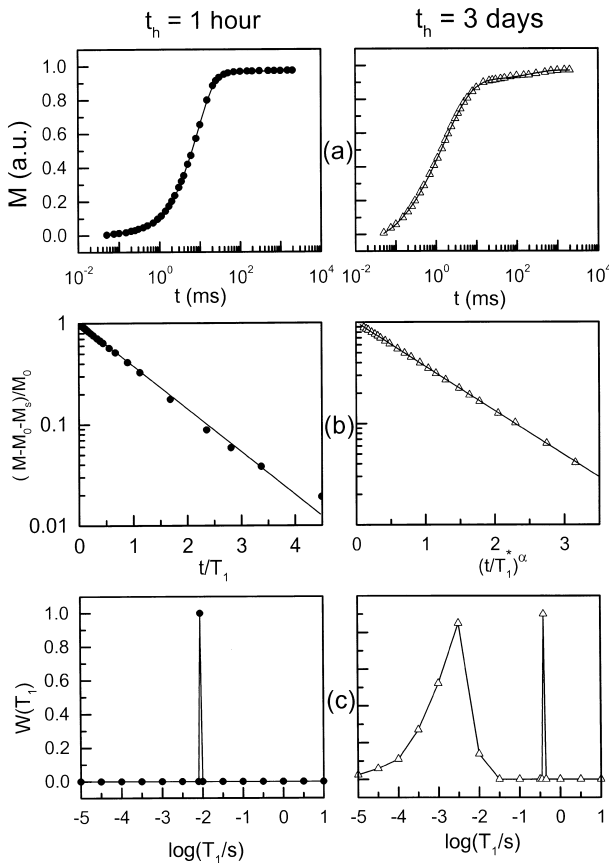 t_h = 1 hour
t_h = 3 days
M (a.u.)
1.0
0.8
0.6
0.4
0.2
0.0
10^-2 10^0 10^2 10^4
t (ms)
(a)
10^-2 10^0 10^2 10^4
t (ms)
(M-M_0-M_s)/M_0
1
0.1
0.01
0 1 2 3 4
t/T_1
(b)
0 1 2 3
(t/T_1^*)^α
W(T_1)
1.0
0.8
0.6
0.4
0.2
0.0
-5 -4 -3 -2 -1 0 1
log(T_1/s)
(c)
-5 -4 -3 -2 -1 0 1
log(T_1/s)